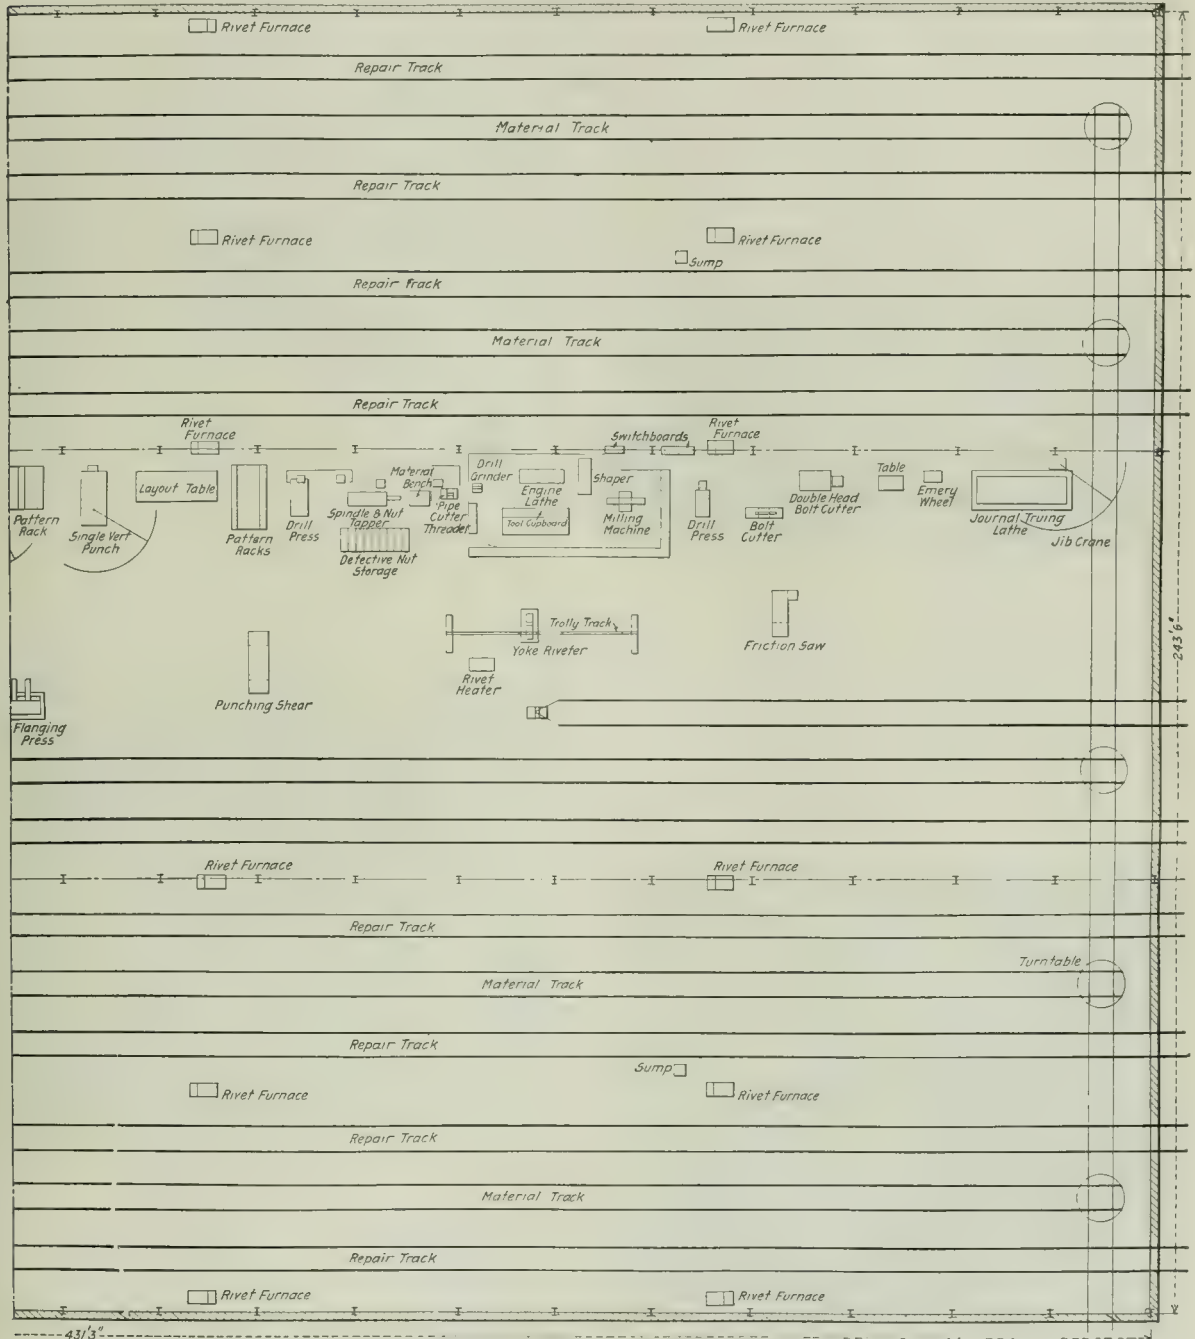 Rivet Furnace
Rivet Furnace
Repair Track
Material Track
Repair Track
Rivet Furnace
Rivet Furnace
Sump
Repair Track
Material Track
Repair Track
Rivet
Furnace
Switchboards
Rivet
Furnace
Pattern
Rack
Single Vert
Punch
Layout Table
Pattern
Racks
Drill
Press
Spindle & Nut
Tapper
Defective Nut
Storage
Material
Bench
Pipe
Cutter
Threader
Drill
Grinder
Engine
Lathe
Tool Cupboard
Shaper
Milling
Machine
Drill
Press
Bolt
Cutter
Double Head
Bolt Cutter
Table
Emery
Wheel
Journal Truing
Lathe
Jib Crane
Trolly Track
Yoke Riveter
Rivet
Heater
Friction Saw
Punching Shear
Flanging
Press
243'6"
Rivet Furnace
Rivet Furnace
Repair Track
Turntable
Material Track
Repair Track
Sump
Rivet Furnace
Rivet Furnace
Repair Track
Material Track
Repair Track
Rivet Furnace
Rivet Furnace
431'3"